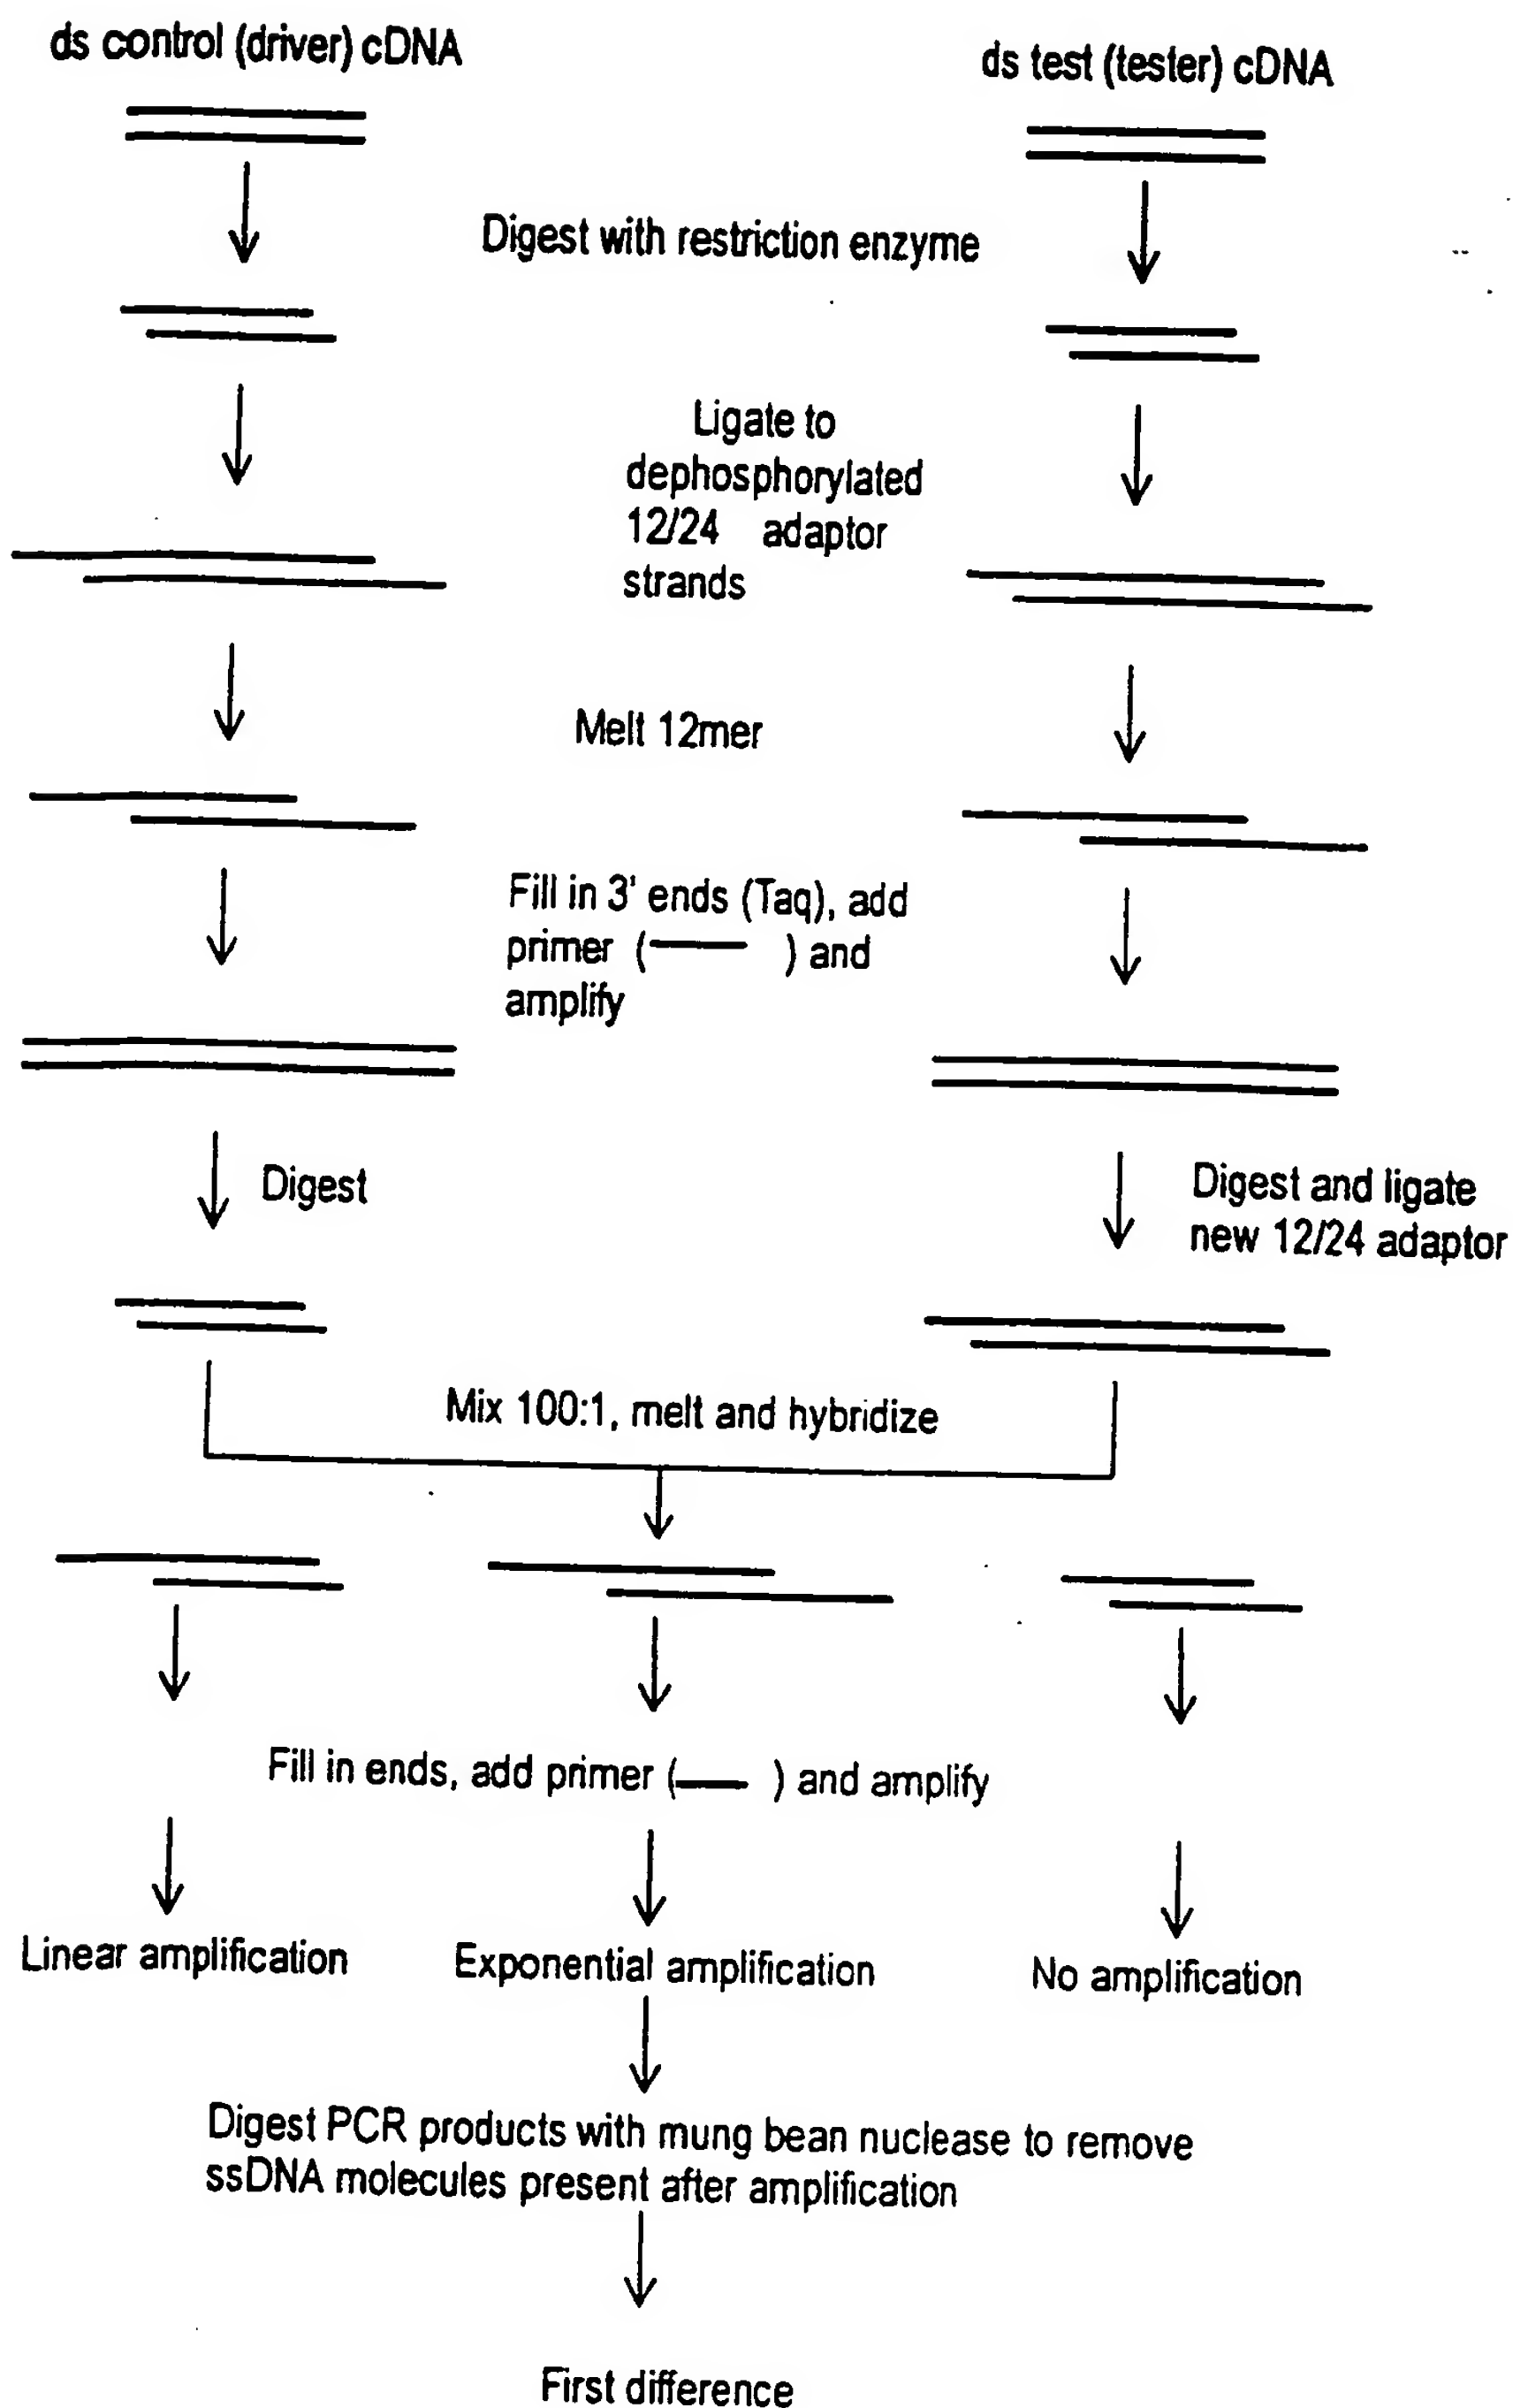 ds control (driver) cDNA
ds test (tester) cDNA
Digest with restriction enzyme
Ligate to
dephosphorylated
12/24 adaptor
strands
Melt 12mer
Fill in 3' ends (Taq), add
primer ( ) and
amplify
Digest
Digest and ligate
new 12/24 adaptor
Mix 100:1, melt and hybridize
Fill in ends, add primer ( ) and amplify
Linear amplification
Exponential amplification
No amplification
Digest PCR products with mung bean nuclease to remove
ssDNA molecules present after amplification
First difference